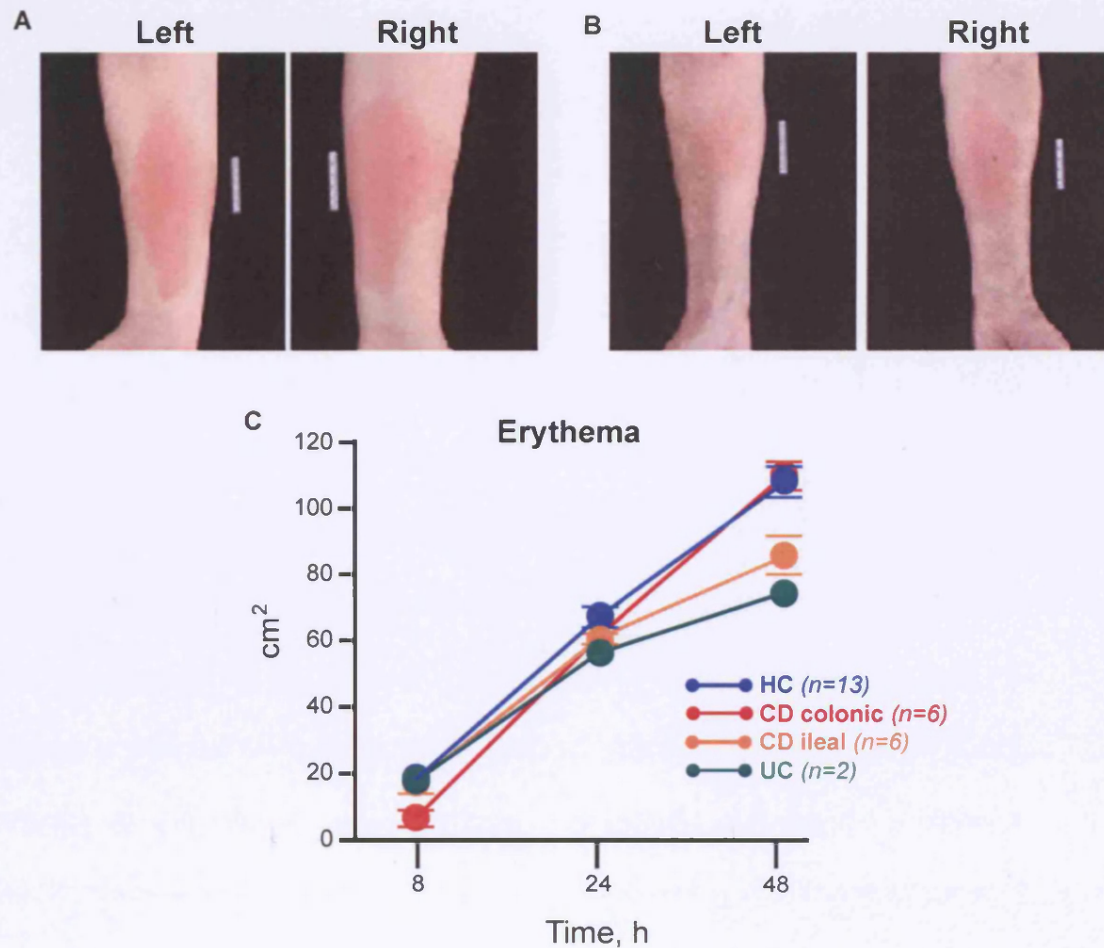 A
Left Right
B
Left Right
C
Erythema
120
100
80
60
40
20
0
cm²
HC (n=13)
CD colonic (n=6)
CD ileal (n=6)
UC (n=2)
8 24 48
Time, h